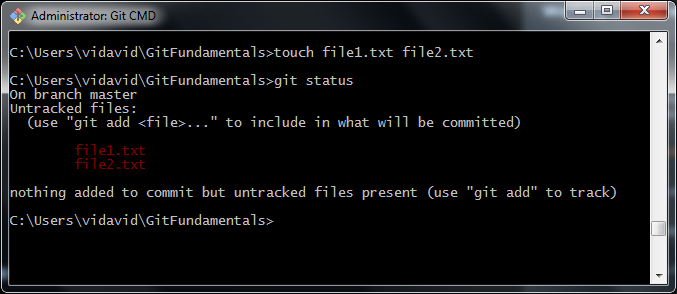 Administrator: Git CMD
C:\Users\vidavid\GitFundamentals>touch file1.txt file2.txt
C:\Users\vidavid\GitFundamentals>git status
On branch master
Untracked files:
(use "git add <file>..." to include in what will be committed)
file1.txt
file2.txt
nothing added to commit but untracked files present (use "git add" to track)
C:\Users\vidavid\GitFundamentals>